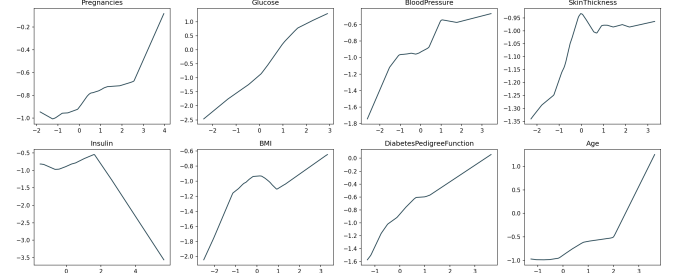 Pregnancies Glucose BloodPressure SkinThickness
−0.2 1.0 −0.6 −0.95
−0.4 0.5 −0.8 −1.00
0.0 −1.0 −1.05
−0.6 −0.5 −1.10
−1.0 −1.2 −1.15
−0.8 −1.5 −1.4 −1.20
−2.0 −1.6 −1.25
−1.0 −2.5 −1.8 −1.30
−1.35
−2 −1 0 1 2 3 4 −2 −1 0 1 2 3 −2 −1 0 1 2 3 −1 0 1 2 3
Insulin BMI DiabetesPedigreeFunction Age
−0.5 −0.6 0.0 1.0
−1.0 −0.8 −0.2
−1.5 −1.0 −0.4 0.5
−2.0 −1.2 −0.6
−1.4 −0.8 0.0
−2.5 −1.6 −1.0
−3.0 −1.8 −1.2 −0.5
−3.5 −2.0 −1.4
−1.6 −1.0
0 2 4 −2 −1 0 1 2 3 −1 0 1 2 3 −1 0 1 2 3